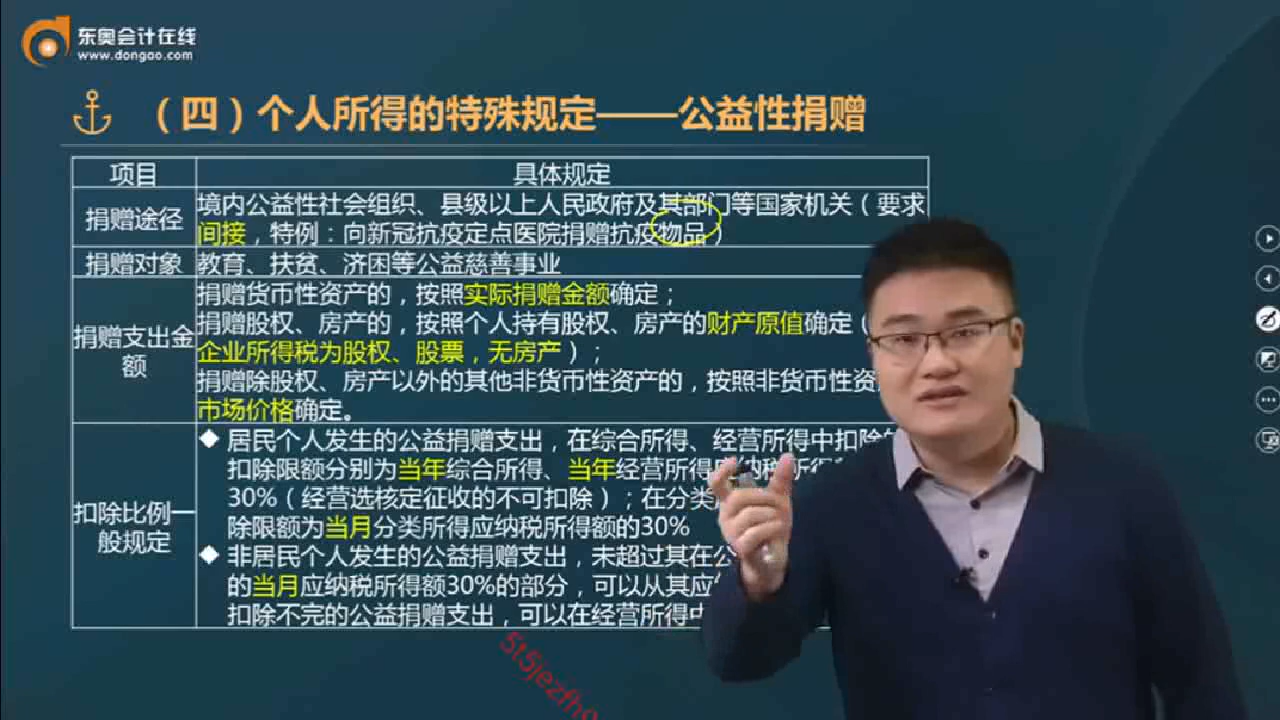 东奥会计在线
www.dongao.com
（四）个人所得的特殊规定——公益性捐赠
项目
具体规定
捐赠途径
境内公益性社会组织、县级以上人民政府及其部门等国家机关（要求
间接，特例：向新冠抗疫定点医院捐赠抗疫物品）
捐赠对象
教育、扶贫、济困等公益慈善事业
捐赠支出金
额
捐赠货币性资产的，按照实际捐赠金额确定；
捐赠股权、房产的，按照个人持有股权、房产的财产原值确定（
企业所得税为股权、股票，无房产）；
捐赠除股权、房产以外的其他非货币性资产的，按照非货币性资
市场价格确定。
扣除比例一
般规定
◆ 居民个人发生的公益捐赠支出，在综合所得、经营所得中扣除
扣除限额分别为当年综合所得、当年经营所得应纳税所得
30%（经营选核定征收的不可扣除）；在分类
除限额为当月分类所得应纳税所得额的30%
◆ 非居民个人发生的公益捐赠支出，未超过其在公
的当月应纳税所得额30%的部分，可以从其应
扣除不完的公益捐赠支出，可以在经营所得中
5t5jezfho